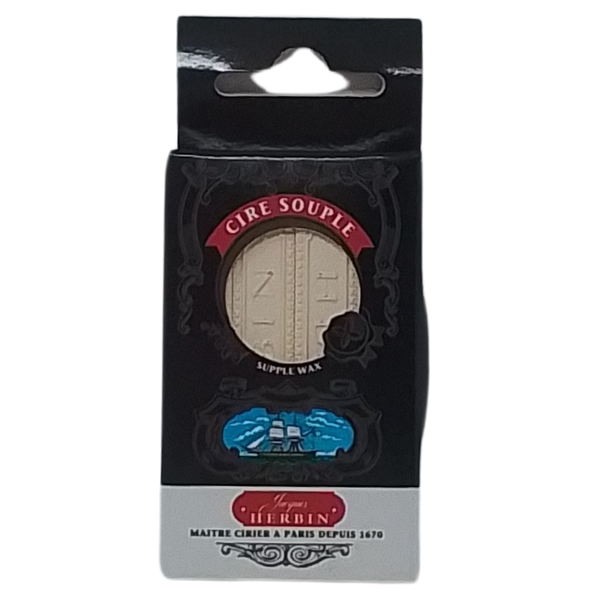 CIRE SOUPLE
SUPPLE WAX
Jacques
HERBIN
MAITRE CIRIER A PARIS DEPUIS 1670